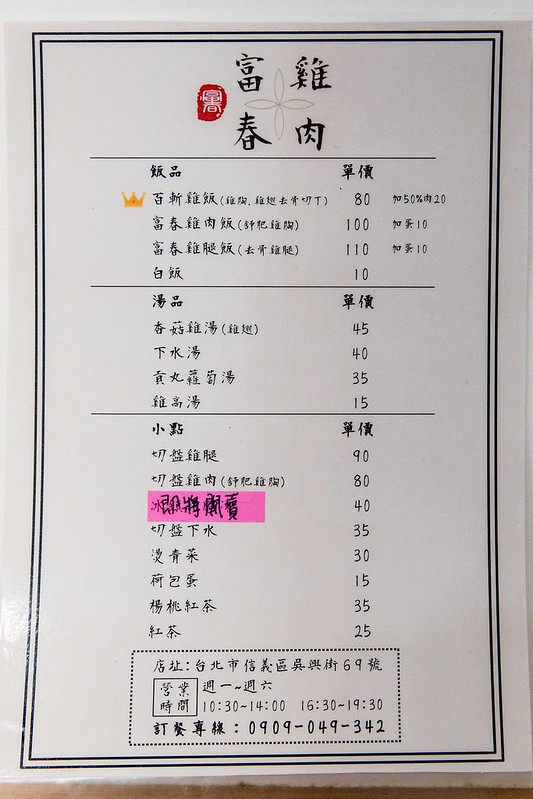 富春 雞肉
富春
飯品 單價
百斬雞飯(雞胸、雞翅去骨切丁) 80 加50%肉20
富春雞肉飯(舒肥雞胸) 100 加蛋10
富春雞腿飯(去骨雞腿) 110 加蛋10
白飯 10
湯品 單價
香菇雞湯(雞翅) 45
下水湯 40
貢丸蘿蔔湯 35
雞高湯 15
小點 單價
切盤雞腿 90
切盤雞肉(舒肥雞胸) 80
冰 即將開賣 40
切盤下水 35
燙青菜 30
荷包蛋 15
楊桃紅茶 35
紅茶 25
店址:台北市信義區吳興街69號
營業時間 週一~週六
10:30~14:00 16:30~19:30
訂餐專線:0909-049-342